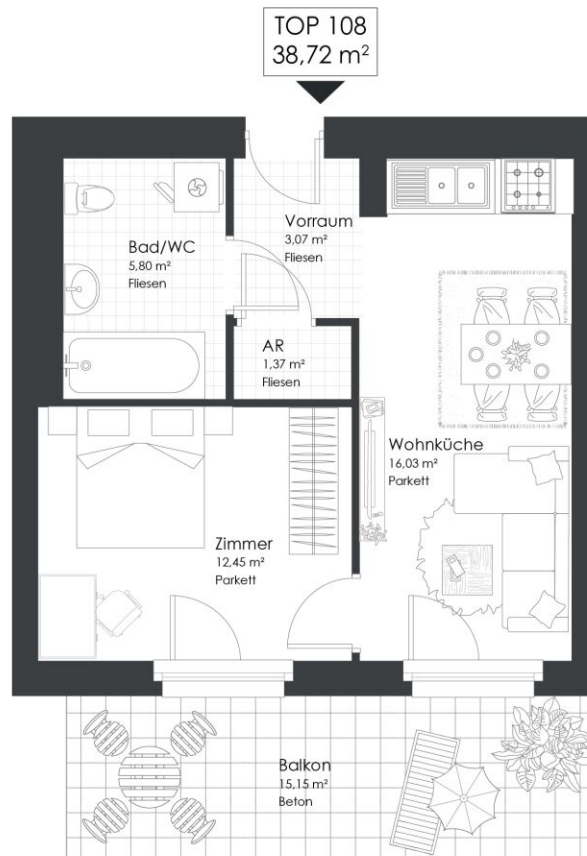 TOP 108
38,72 m²
Vorraum
3,07 m²
Fliesen
Bad/WC
5,80 m²
Fliesen
AR
1,37 m²
Fliesen
Wohnküche
16,03 m²
Parkett
Zimmer
12,45 m²
Parkett
Balkon
15,15 m²
Beton